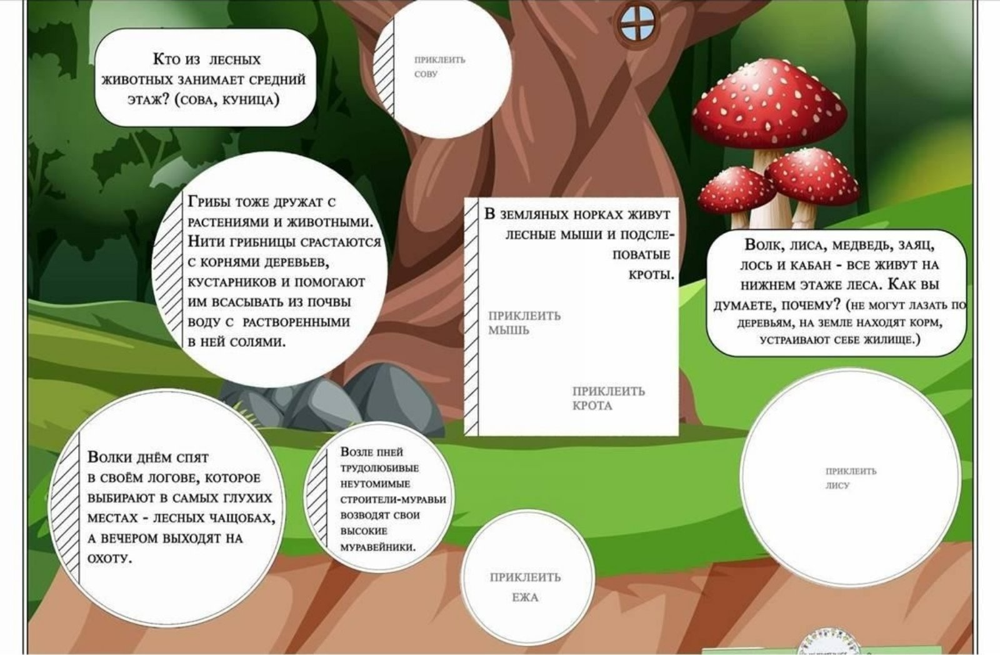 Кто из лесных
животных занимает средний
этаж? (сова, куница)
приклеить
сову
Грибы тоже дружат с
растениями и животными.
Нити грибницы срастаются
с корнями деревьев,
кустарников и помогают
им всасывать из почвы
воду с растворенными
в ней солями.
В земляных норках живут
лесные мыши и подсле-
поватые
кроты.
приклеить
мышь
приклеить
крота
Волк, лиса, медведь, заяц,
лось и кабан - все живут на
нижнем этаже леса. Как вы
думаете, почему? (не могут лазать по
деревьям, на земле находят корм,
устраивают себе жилище.)
Волки днём спят
в своём логове, которое
выбирают в самых глухих
местах - лесных чащобах,
а вечером выходят на
охоту.
Возле пней
трудолюбивые
неутомимые
строители-муравьи
возводят свои
высокие
муравейники.
приклеить
ежа
приклеить
лису